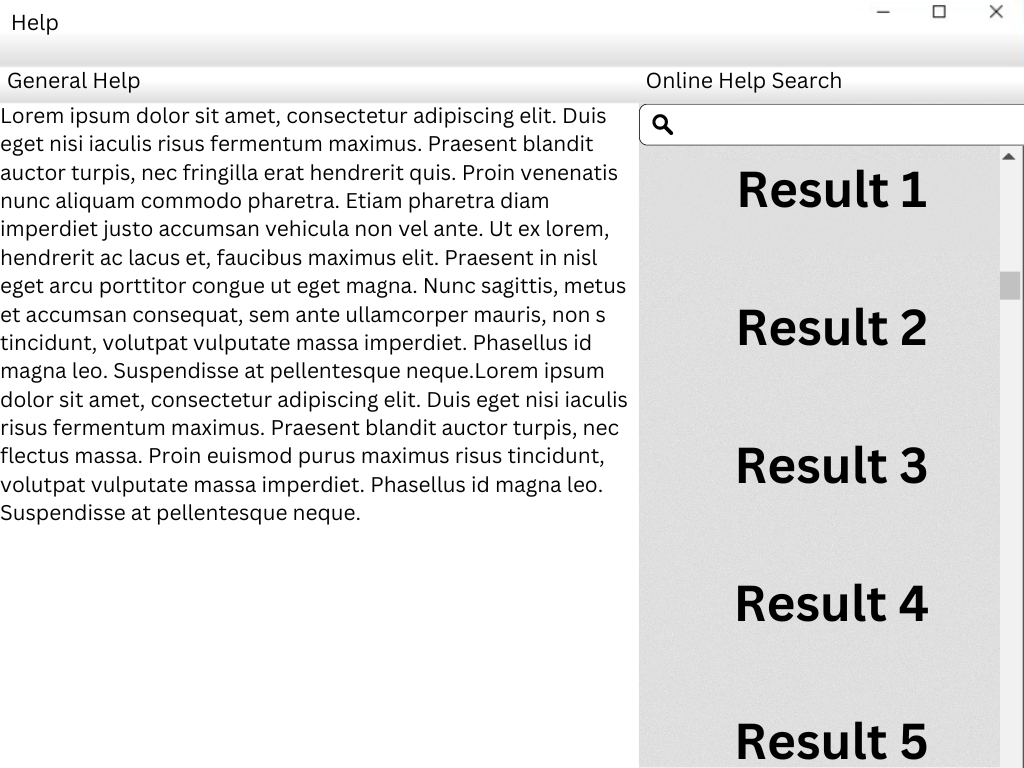 Help
General Help
Lorem ipsum dolor sit amet, consectetur adipiscing elit. Duis
eget nisi iaculis risus fermentum maximus. Praesent blandit
auctor turpis, nec fringilla erat hendrerit quis. Proin venenatis
nunc aliquam commodo pharetra. Etiam pharetra diam
imperdiet justo accumsan vehicula non vel ante. Ut ex lorem,
hendrerit ac lacus et, faucibus maximus elit. Praesent in nisl
eget arcu porttitor congue ut eget magna. Nunc sagittis, metus
et accumsan consequat, sem ante ullamcorper mauris, non s
tincidunt, volutpat vulputate massa imperdiet. Phasellus id
magna leo. Suspendisse at pellentesque neque.Lorem ipsum
dolor sit amet, consectetur adipiscing elit. Duis eget nisi iaculis
risus fermentum maximus. Praesent blandit auctor turpis, nec
flectus massa. Proin euismod purus maximus risus tincidunt,
volutpat vulputate massa imperdiet. Phasellus id magna leo.
Suspendisse at pellentesque neque.
Online Help Search
Result 1
Result 2
Result 3
Result 4
Result 5